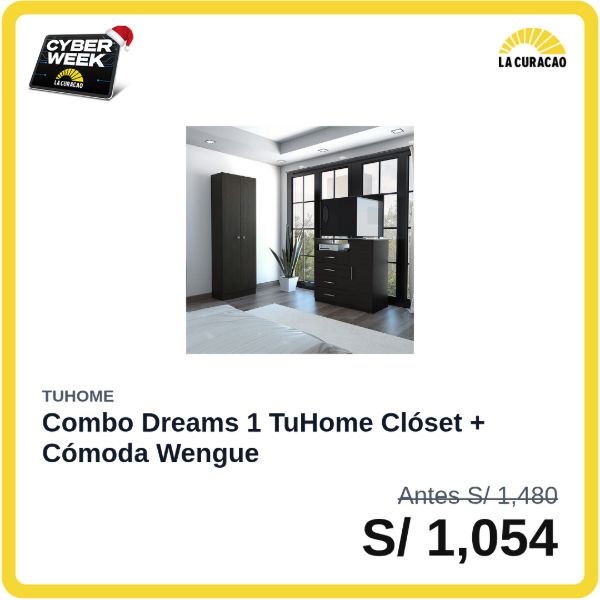 CYBER
WEEK
LA CURACAO
LA CURACAO
TUHOME
Combo Dreams 1 TuHome Clóset +
Cómoda Wengue
Antes S/ 1,480
S/ 1,054